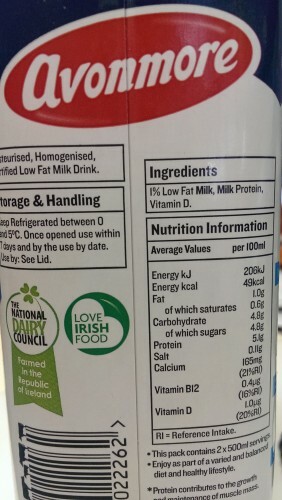 avonmore
Pasteurised, Homogenised,
Fortified Low Fat Milk Drink.
Storage & Handling
Keep Refrigerated between 0
and 5ºC. Once opened use within
7 days and by the use by date.
Use by: See Lid.
THE
NATIONAL
DAIRY
COUNCIL
Farmed
in the
Republic
of Ireland
LOVE
IRISH
FOOD
022262
Ingredients
1% Low Fat Milk, Milk Protein,
Vitamin D.
Nutrition Information
Average Values per 100ml
Energy kJ 206kJ
Energy kcal 49kcal
Fat 1.0g
of which saturates 0.6g
Carbohydrate 4.8g
of which sugars 4.8g
Protein 5.1g
Salt 0.11g
Calcium 165mg
(21%RI)
Vitamin B12 0.4µg
(16%RI)
Vitamin D 1.0µg
(20%RI)
RI = Reference Intake.
• This pack contains 2 x 500ml servings.
• Enjoy as part of a varied and balanced
diet and healthy lifestyle.
• Protein contributes to the growth
and maintenance of muscle mass.